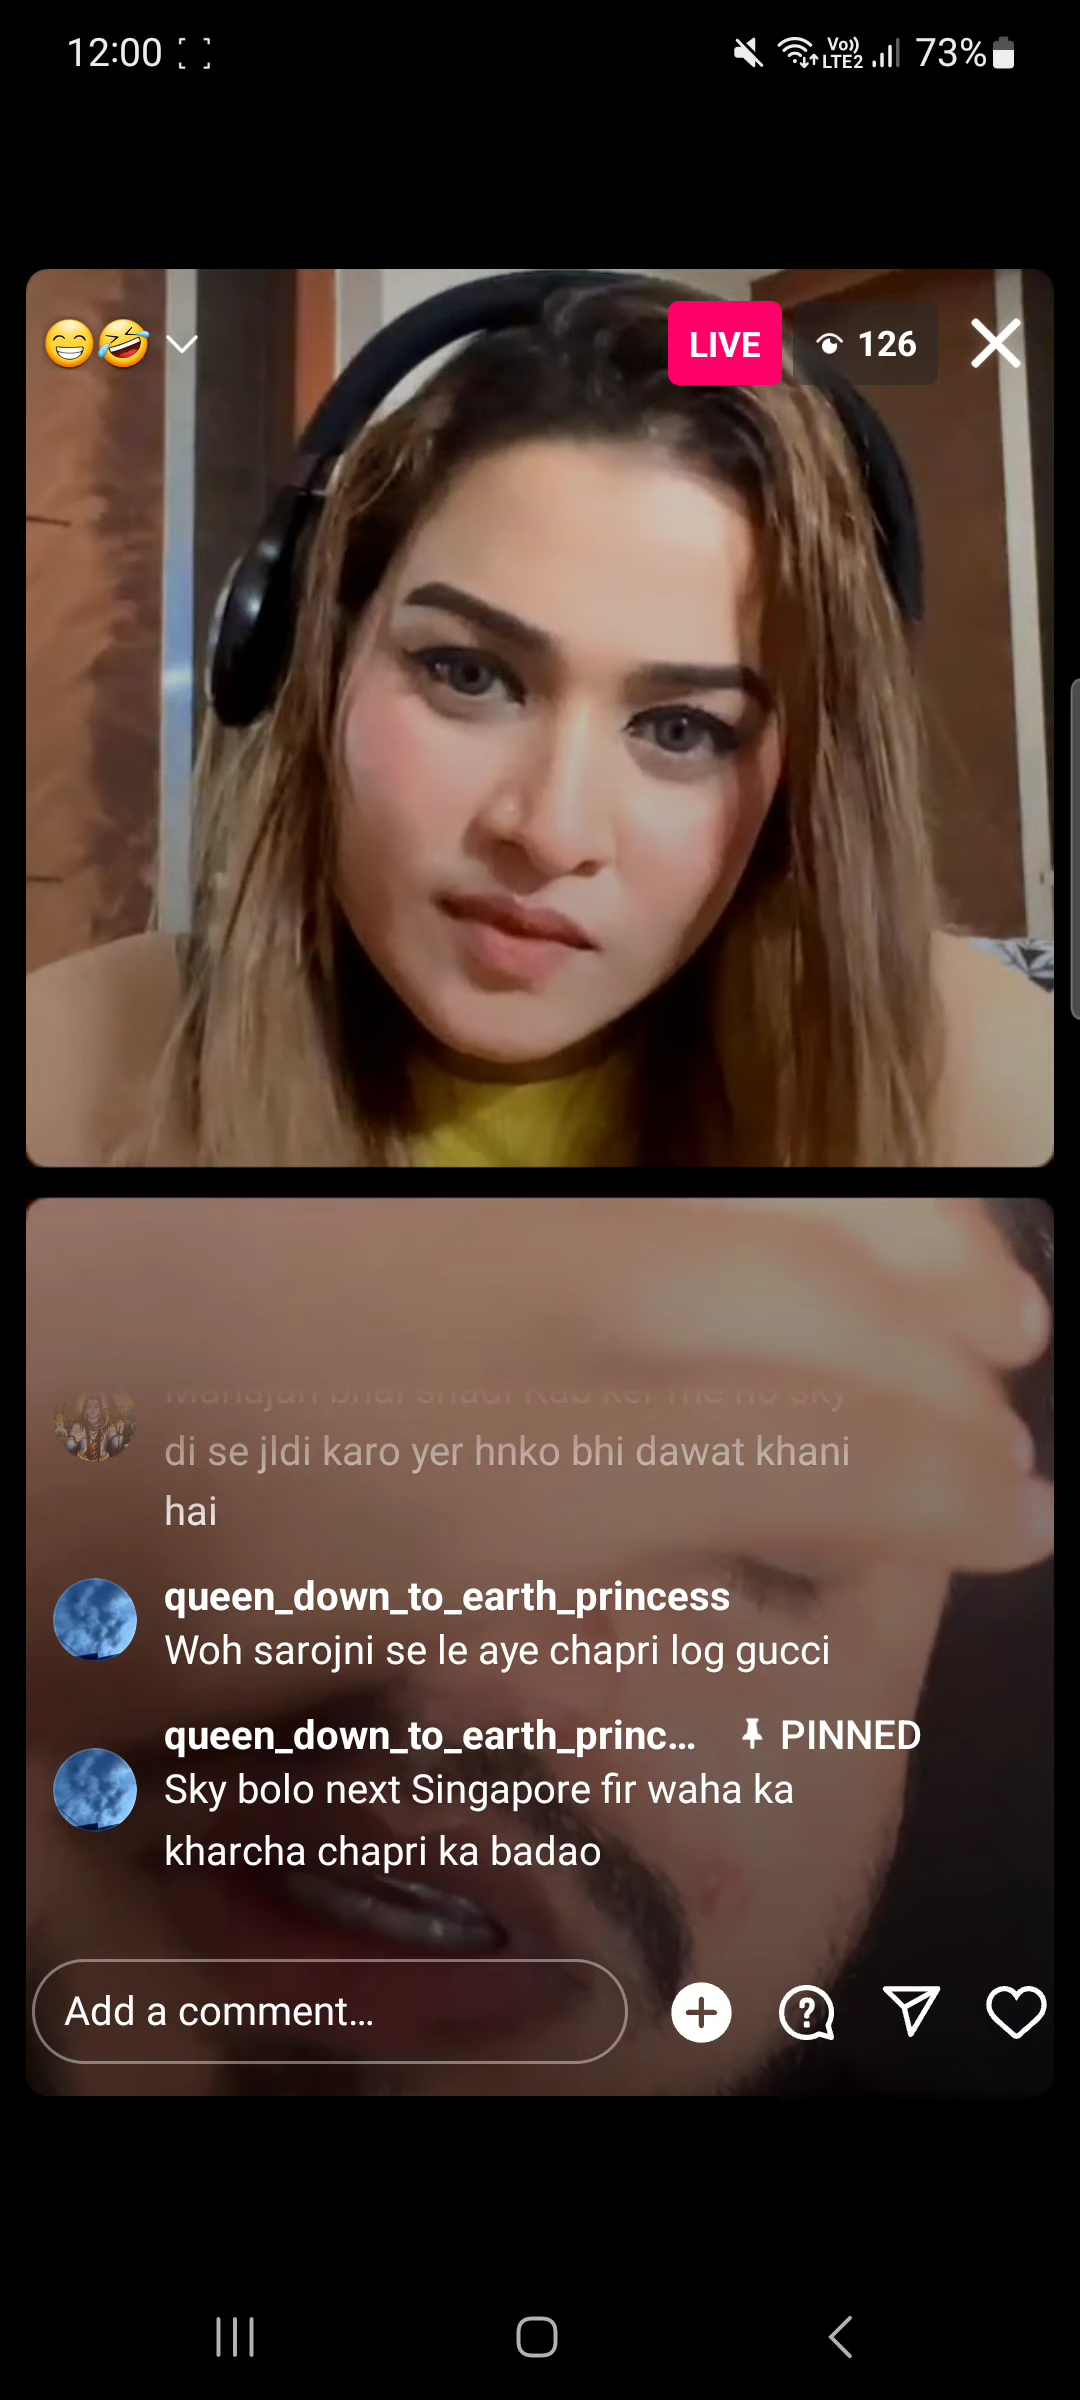 12:00
Vo))
LTE2
73%
😁🤣
LIVE
126
di se jldi karo yer hnko bhi dawat khani
hai
queen_down_to_earth_princess
Woh sarojni se le aye chapri log gucci
queen_down_to_earth_princ... PINNED
Sky bolo next Singapore fir waha ka
kharcha chapri ka badao
Add a comment...